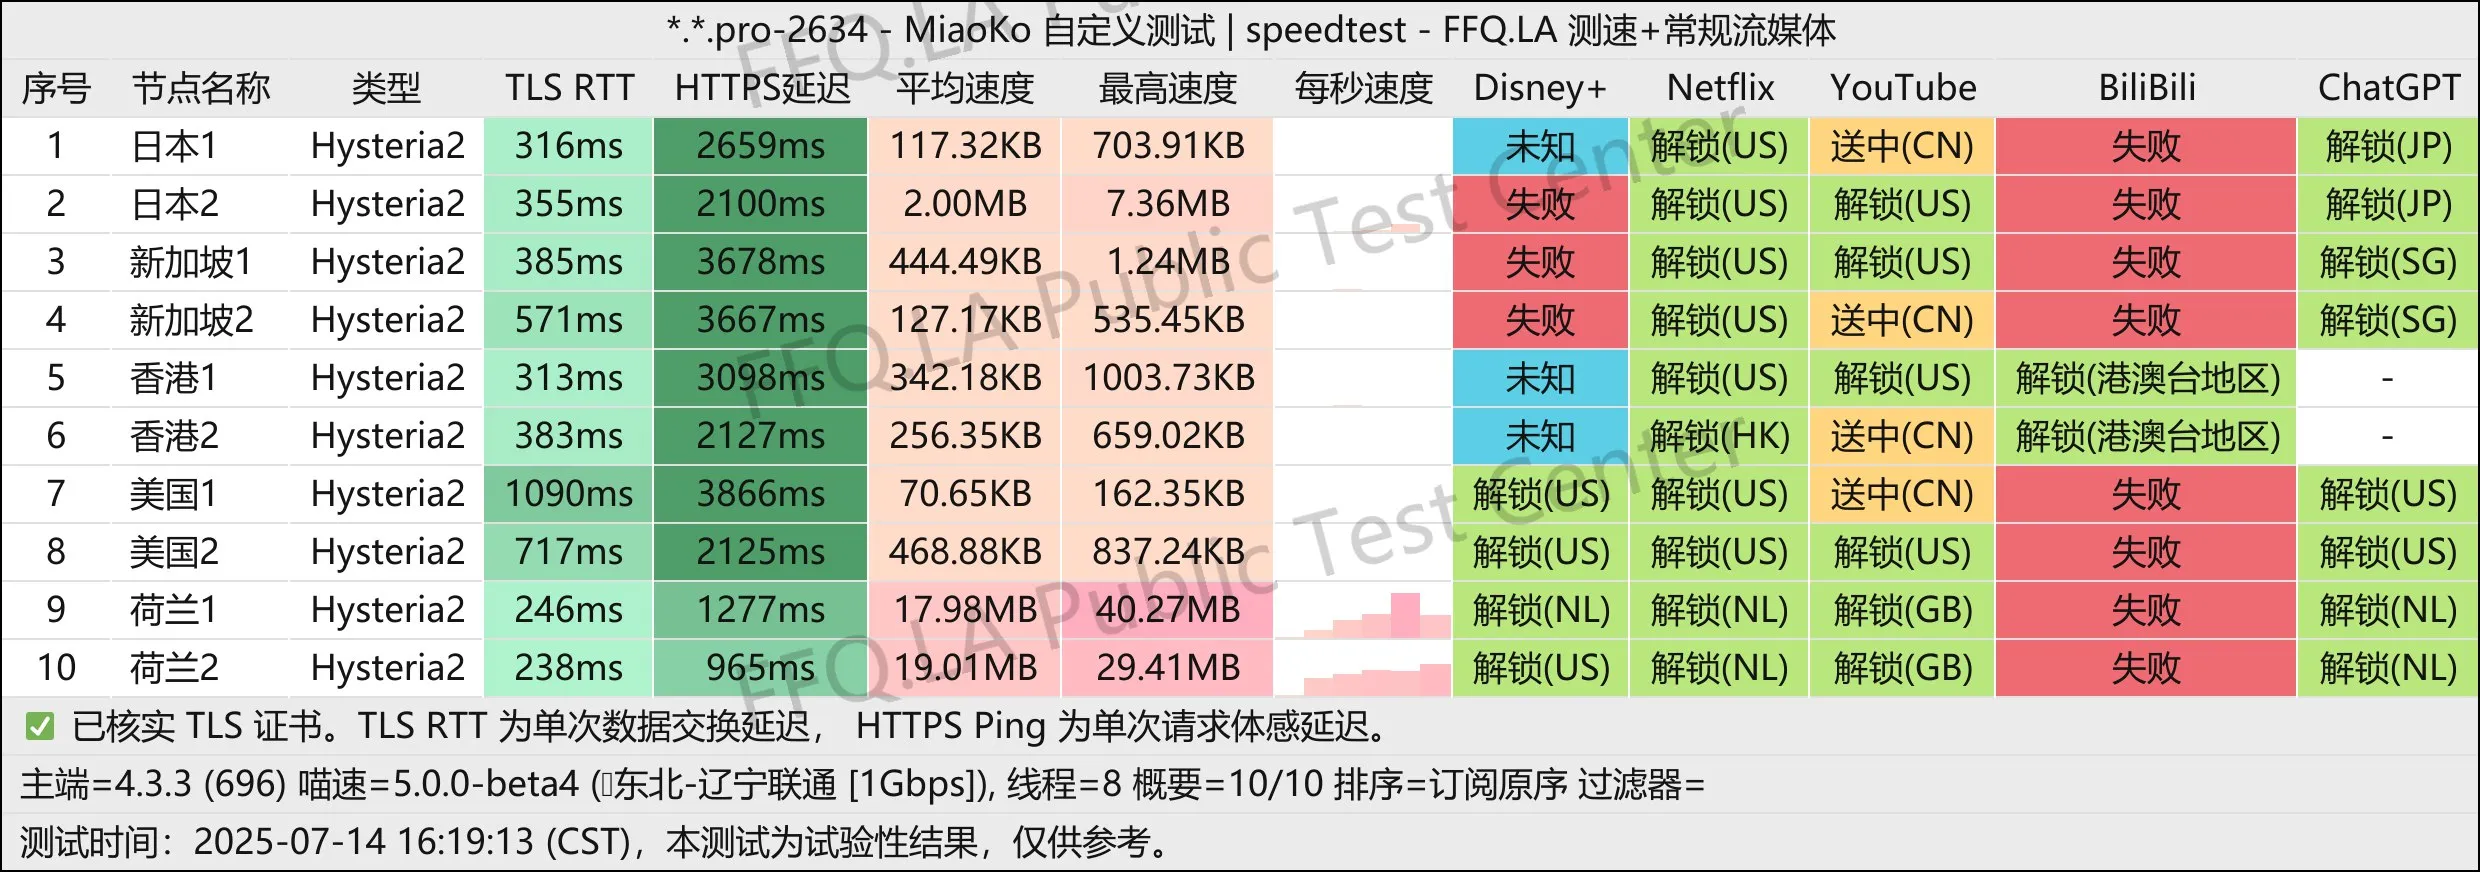 *.*.pro-2634 - MiaoKo 自定义测试 | speedtest - FFQ.LA 测速+常规流媒体
序号 节点名称 类型 TLS RTT HTTPS延迟 平均速度 最高速度 每秒速度 Disney+ Netflix YouTube BiliBili ChatGPT
1 日本1 Hysteria2 316ms 2659ms 117.32KB 703.91KB 未知 解锁(US) 送中(CN) 失败 解锁(JP)
2 日本2 Hysteria2 355ms 2100ms 2.00MB 7.36MB 失败 解锁(US) 解锁(US) 失败 解锁(JP)
3 新加坡1 Hysteria2 385ms 3678ms 444.49KB 1.24MB 失败 解锁(US) 解锁(US) 失败 解锁(SG)
4 新加坡2 Hysteria2 571ms 3667ms 127.17KB 535.45KB 失败 解锁(US) 送中(CN) 失败 解锁(SG)
5 香港1 Hysteria2 313ms 3098ms 342.18KB 1003.73KB 未知 解锁(US) 解锁(US) 解锁(港澳台地区) -
6 香港2 Hysteria2 383ms 2127ms 256.35KB 659.02KB 未知 解锁(HK) 送中(CN) 解锁(港澳台地区) -
7 美国1 Hysteria2 1090ms 3866ms 70.65KB 162.35KB 解锁(US) 解锁(US) 送中(CN) 失败 解锁(US)
8 美国2 Hysteria2 717ms 2125ms 468.88KB 837.24KB 解锁(US) 解锁(US) 解锁(US) 失败 解锁(US)
9 荷兰1 Hysteria2 246ms 1277ms 17.98MB 40.27MB 解锁(NL) 解锁(NL) 解锁(GB) 失败 解锁(NL)
10 荷兰2 Hysteria2 238ms 965ms 19.01MB 29.41MB 解锁(US) 解锁(NL) 解锁(GB) 失败 解锁(NL)
✅ 已核实 TLS 证书。TLS RTT 为单次数据交换延迟， HTTPS Ping 为单次请求体感延迟。
主端=4.3.3 (696) 喵速=5.0.0-beta4 (东北-辽宁联通 [1Gbps]), 线程=8 概要=10/10 排序=订阅原序 过滤器=
测试时间：2025-07-14 16:19:13 (CST)，本测试为试验性结果，仅供参考。
FFQ.LA Public Test Center
FFQ.LA Public Test Center
FFQ.LA Public